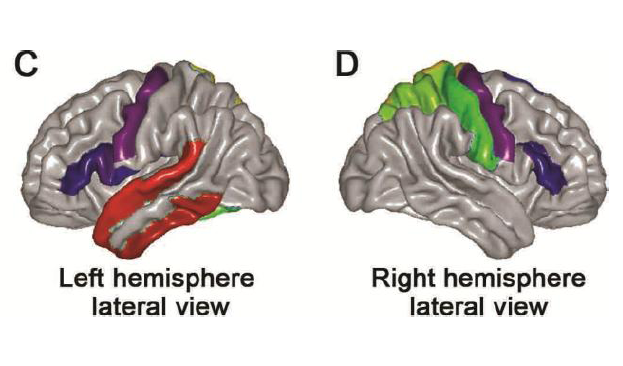 C
D
Left hemisphere
lateral view
Right hemisphere
lateral view